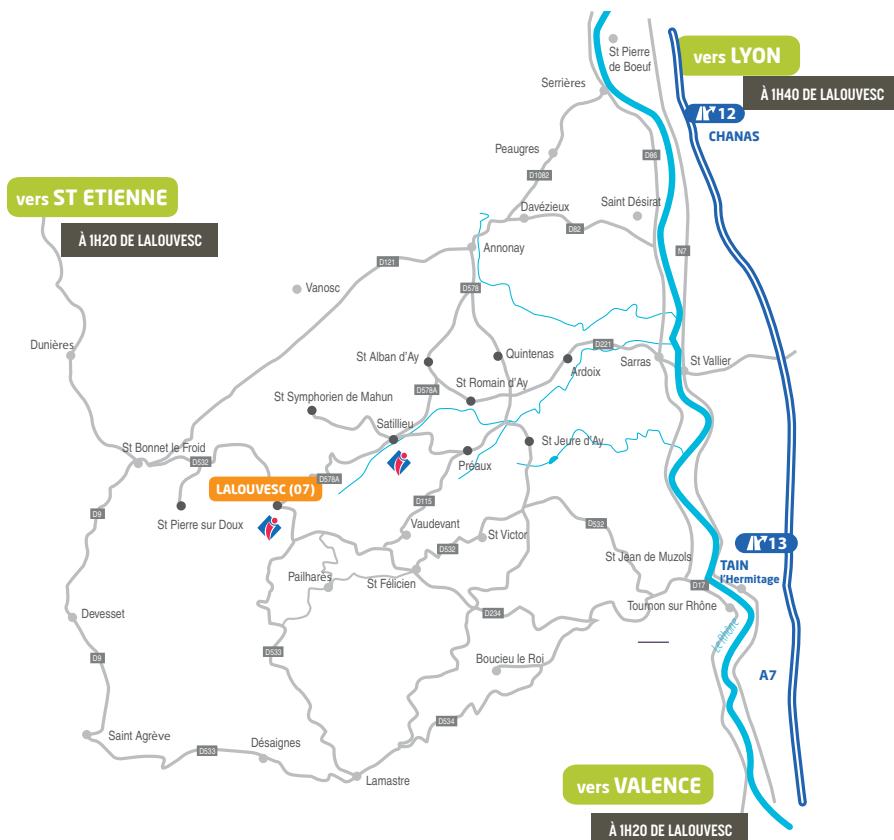 St Pierre
de Boeuf
vers LYON
À 1H40 DE LALOUVESC
Serrières
12
CHANAS
Peaugres
D86
D1082
vers ST ETIENNE
À 1H20 DE LALOUVESC
Davézieux
Saint Désirat
D82
Annonay
N7
D121
Vanosc
D578
Dunières
St Alban d'Ay
Quintenas
D221
Sarras
St Vallier
Ardoix
St Romain d'Ay
D578A
St Symphorien de Mahun
Satillieu
St Jeure d'Ay
St Bonnet le Froid
D532
Préaux
D578A
LALOUVESC (07)
D115
D9
St Pierre sur Doux
Vaudevant
St Victor
D532
D532
13
St Jean de Muzols
TAIN
l'Hermitage
Pailharès
St Félicien
D17
Tournon sur Rhône
Devesset
D234
Le Rhône
D533
D9
Boucieu le Roi
A7
D534
Saint Agrève
Désaignes
D533
Lamastre
vers VALENCE
À 1H20 DE LALOUVESC